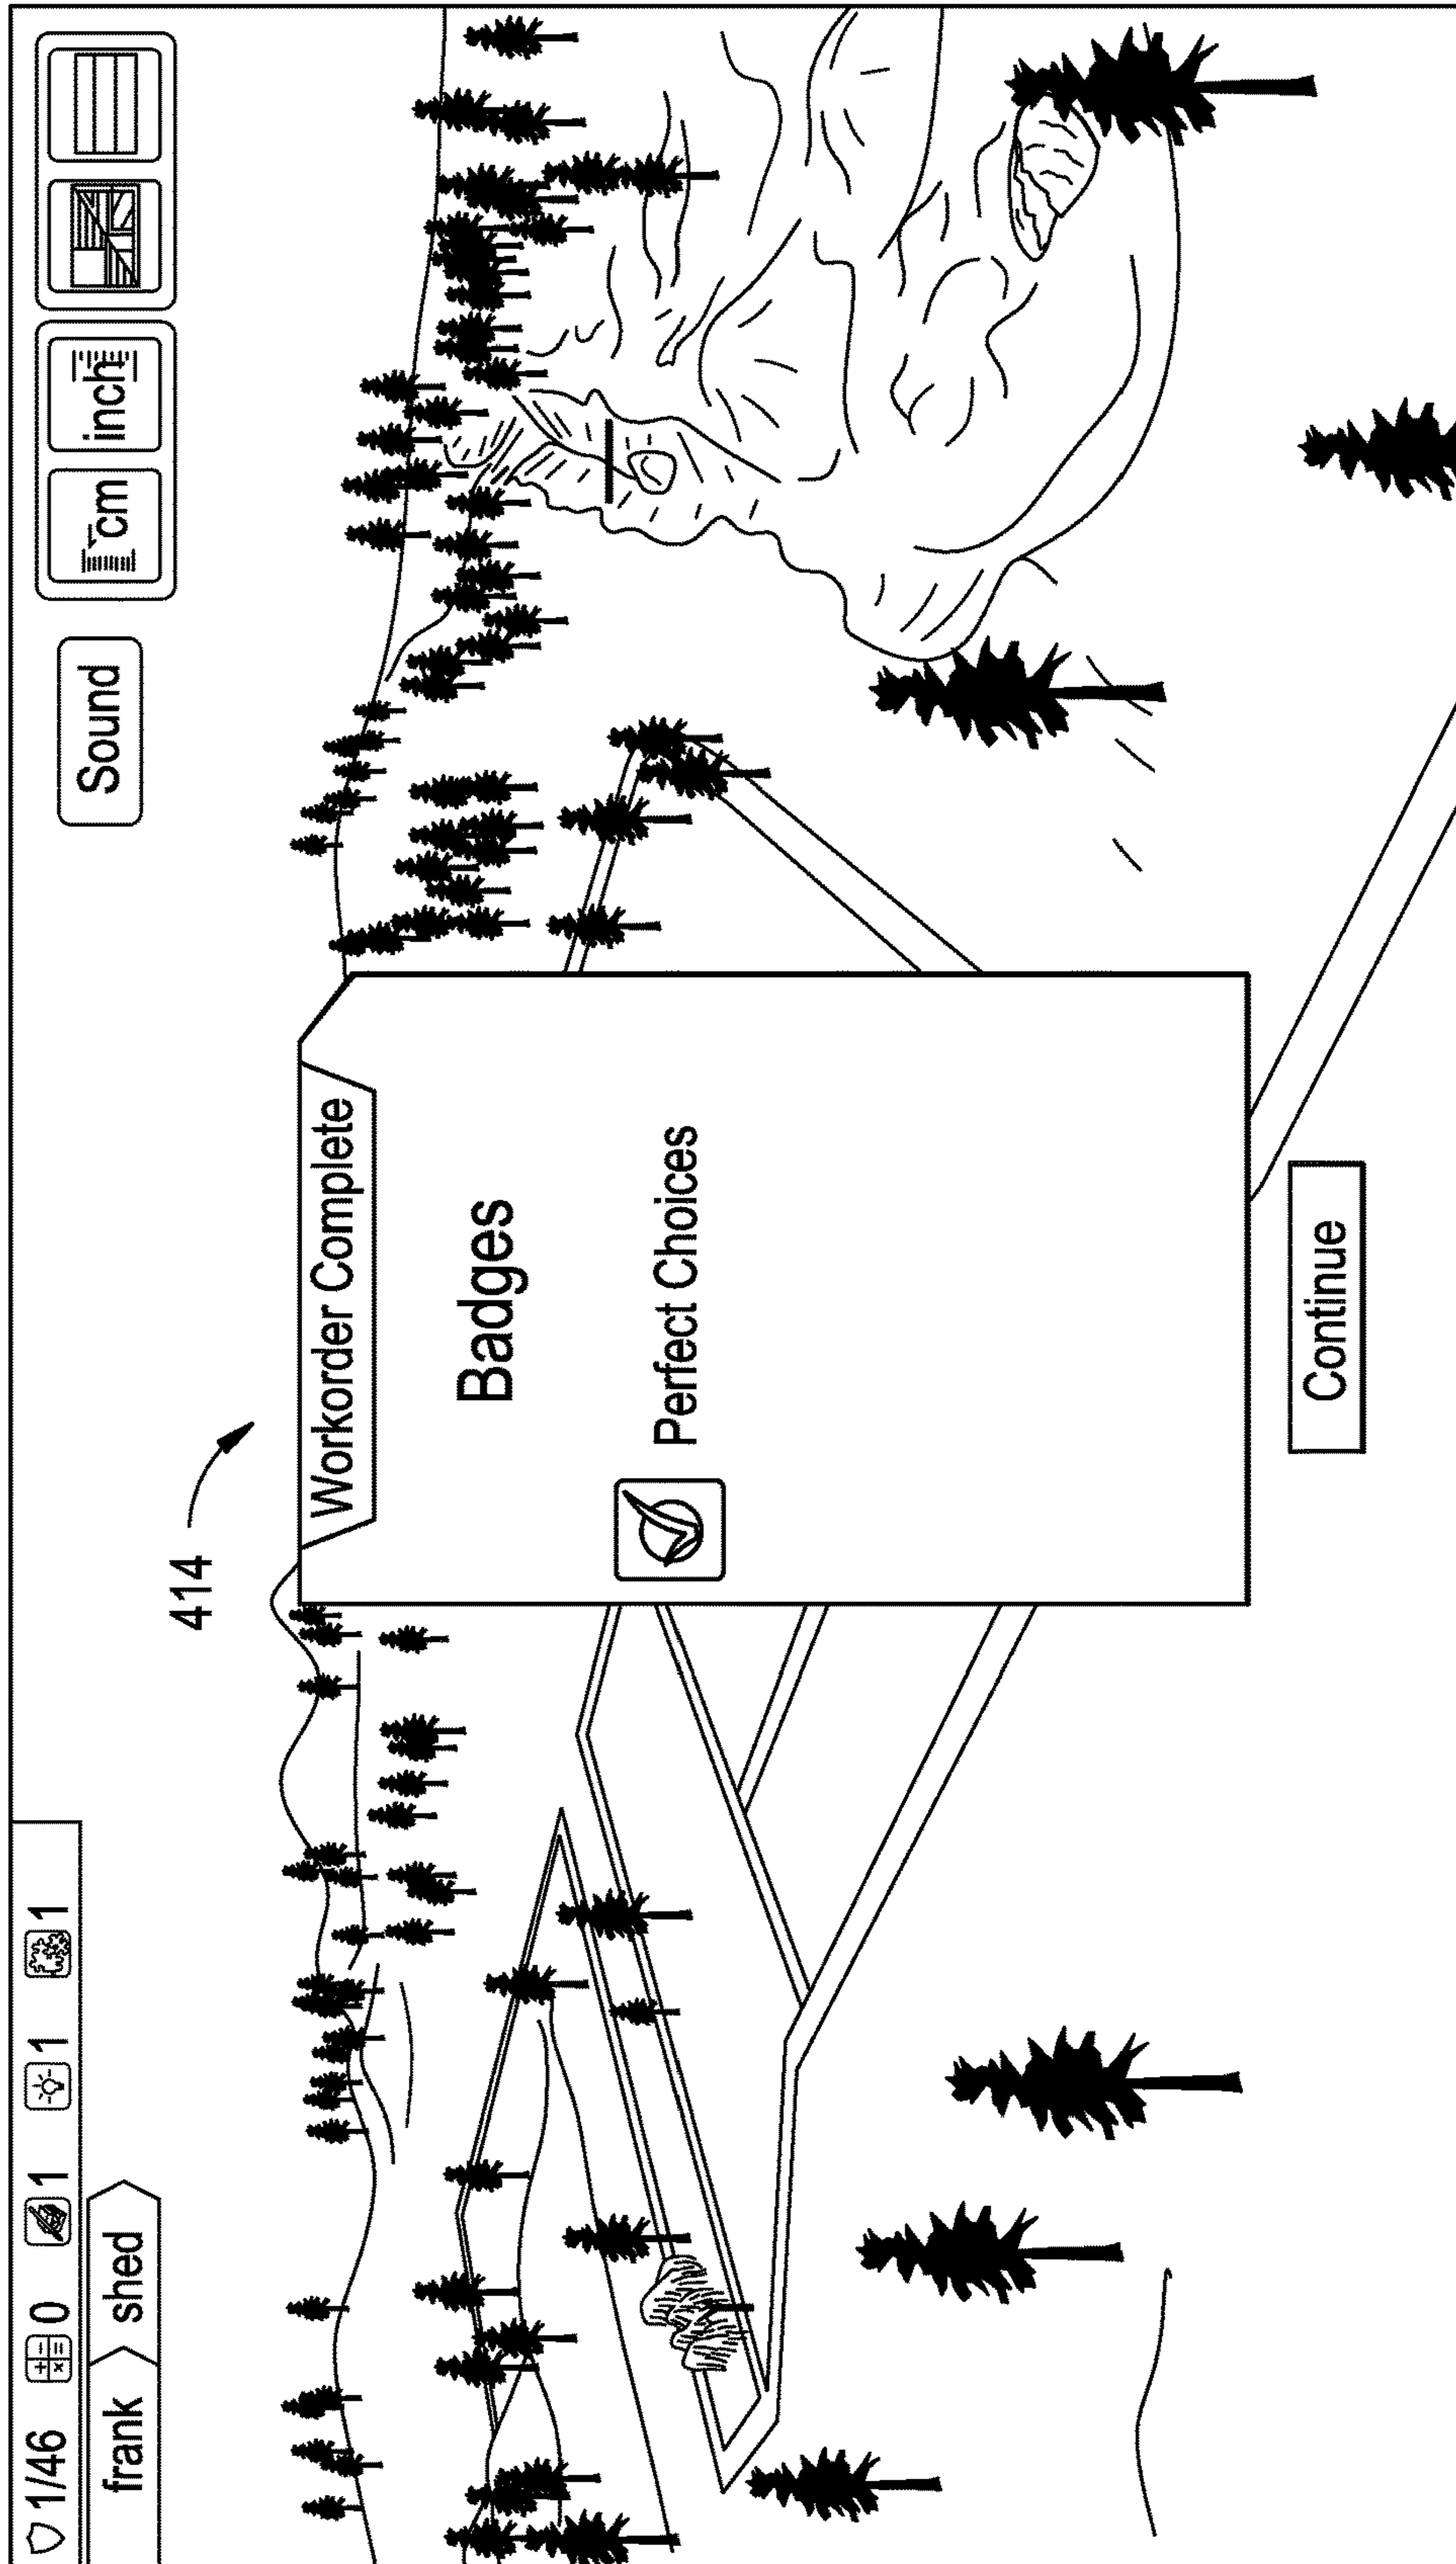 1/46 0 1 1 1
frank shed
Sound
cm inch
414
Workorder Complete
Badges
Perfect Choices
Continue